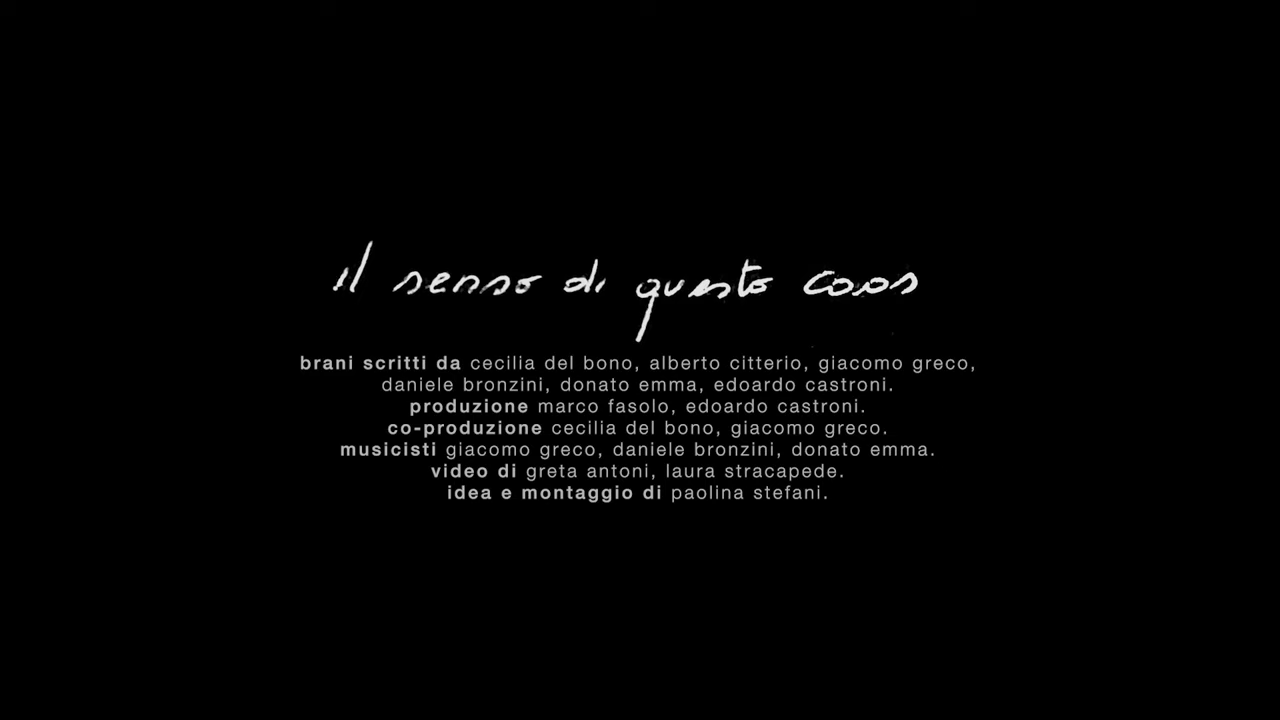 il senso di questo caos
brani scritti da cecilia del bono, alberto citterio, giacomo greco,
daniele bronzini, donato emma, edoardo castroni.
produzione marco fasolo, edoardo castroni.
co-produzione cecilia del bono, giacomo greco.
musicisti giacomo greco, daniele bronzini, donato emma.
video di greta antoni, laura stracapede.
idea e montaggio di paolina stefani.